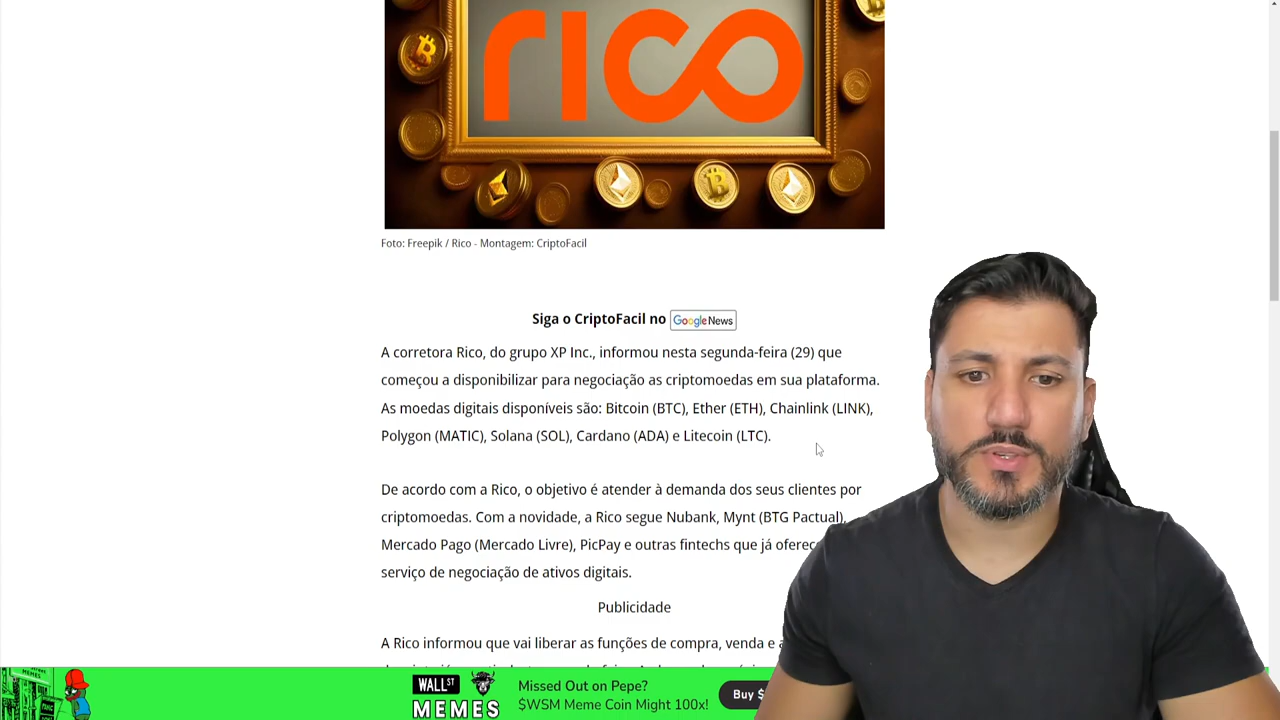 rico
Foto: Freepik / Rico - Montagem: CriptoFacil
Siga o CriptoFacil no Google News
A corretora Rico, do grupo XP Inc., informou nesta segunda-feira (29) que
começou a disponibilizar para negociação as criptomoedas em sua plataforma.
As moedas digitais disponíveis são: Bitcoin (BTC), Ether (ETH), Chainlink (LINK),
Polygon (MATIC), Solana (SOL), Cardano (ADA) e Litecoin (LTC).
De acordo com a Rico, o objetivo é atender à demanda dos seus clientes por
criptomoedas. Com a novidade, a Rico segue Nubank, Mynt (BTG Pactual),
Mercado Pago (Mercado Livre), PicPay e outras fintechs que já
serviço de negociação de ativos digitais.
Publicidade
A Rico informou que vai liberar as funções de compra, venda e
WALL ST
MEMES
Missed Out on Pepe?
$WSM Meme Coin Might 100x!
Buy